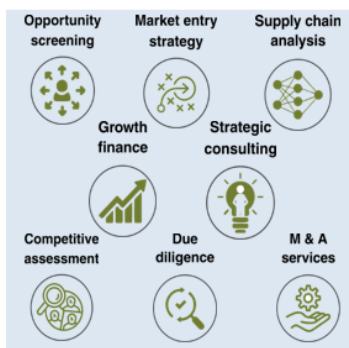 Opportunity
screening
Market entry
strategy
Supply chain
analysis
Growth
finance
Strategic
consulting
Competitive
assessment
Due
diligence
M & A
services